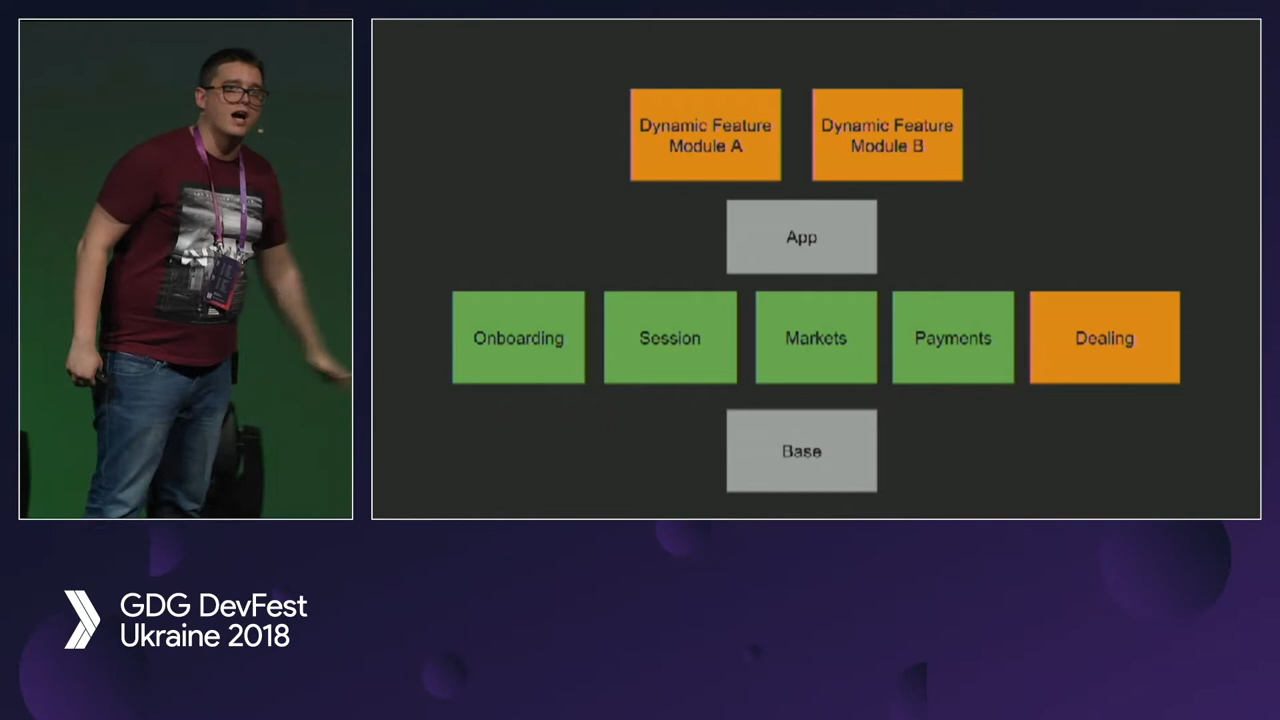 Dynamic Feature
Module A
Dynamic Feature
Module B
App
Onboarding
Session
Markets
Payments
Dealing
Base
GDG DevFest
Ukraine 2018